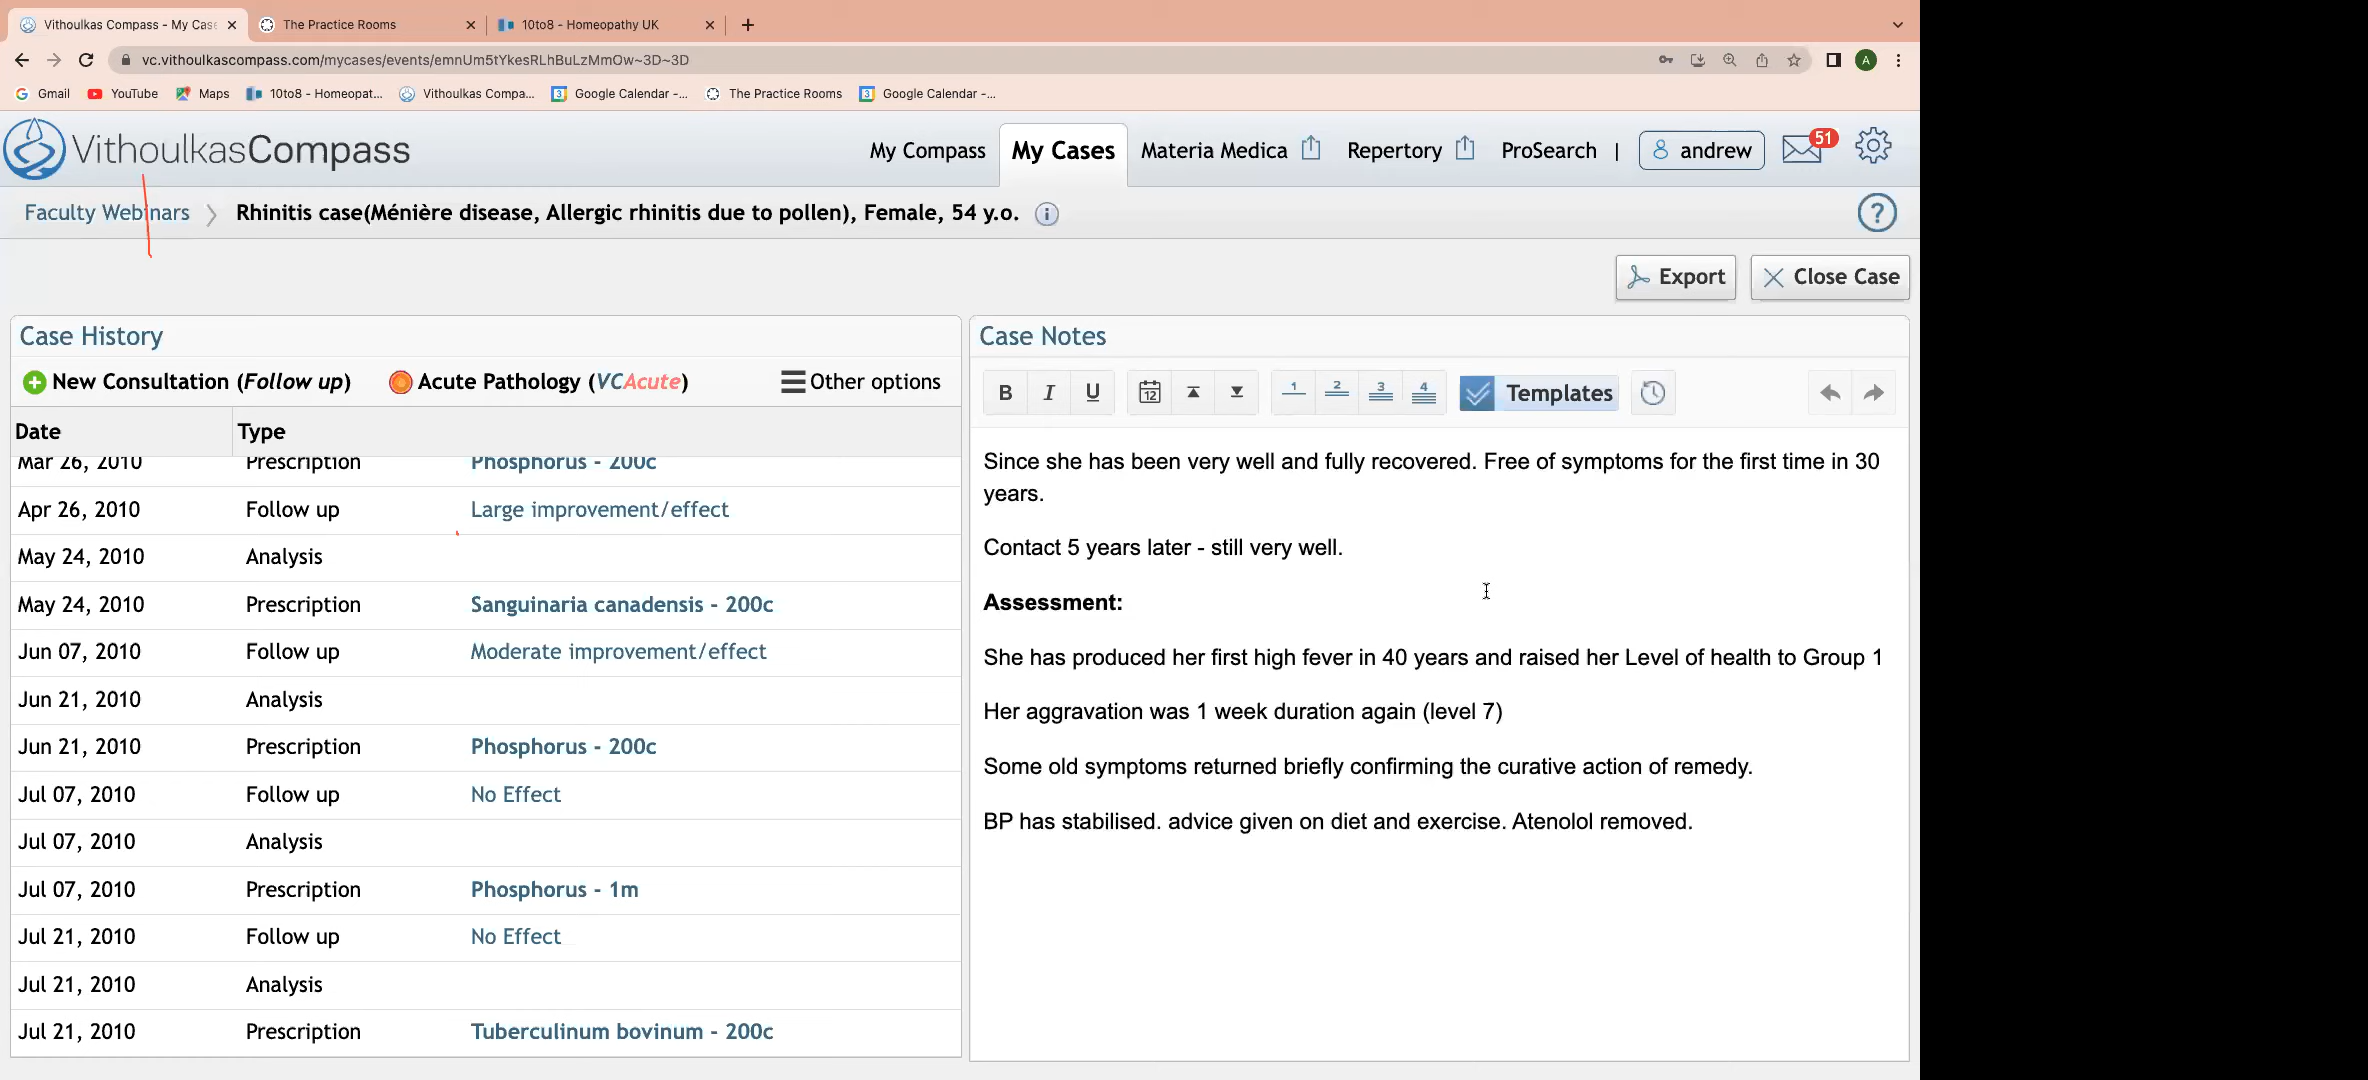 Vithoulkas Compass - My Case
The Practice Rooms
10to8 - Homeopathy UK
vc.vithoulkascompass.com/mycases/events/emnUm5tYkesRLhBuLzMmOw~3D~3D
A
Gmail
YouTube
Maps
10to8 - Homeopat...
Vithoulkas Compa...
Google Calendar -...
The Practice Rooms
Google Calendar -...
VithoulkasCompass
My Compass
My Cases
Materia Medica
Repertory
ProSearch |
andrew
51
Faculty Webinars
Rhinitis case(Ménière disease, Allergic rhinitis due to pollen), Female, 54 y.o.
Export
Close Case
Case History
New Consultation (Follow up)
Acute Pathology (VCAcute)
Other options
Date Type
Mar 26, 2010 Prescription Phosphorus - 200c
Apr 26, 2010 Follow up Large improvement/effect
May 24, 2010 Analysis
May 24, 2010 Prescription Sanguinaria canadensis - 200c
Jun 07, 2010 Follow up Moderate improvement/effect
Jun 21, 2010 Analysis
Jun 21, 2010 Prescription Phosphorus - 200c
Jul 07, 2010 Follow up No Effect
Jul 07, 2010 Analysis
Jul 07, 2010 Prescription Phosphorus - 1m
Jul 21, 2010 Follow up No Effect
Jul 21, 2010 Analysis
Jul 21, 2010 Prescription Tuberculinum bovinum - 200c
Case Notes
B I U 12 1 2 3 4 Templates
Since she has been very well and fully recovered. Free of symptoms for the first time in 30
years.
Contact 5 years later - still very well.
Assessment:
She has produced her first high fever in 40 years and raised her Level of health to Group 1
Her aggravation was 1 week duration again (level 7)
Some old symptoms returned briefly confirming the curative action of remedy.
BP has stabilised. advice given on diet and exercise. Atenolol removed.